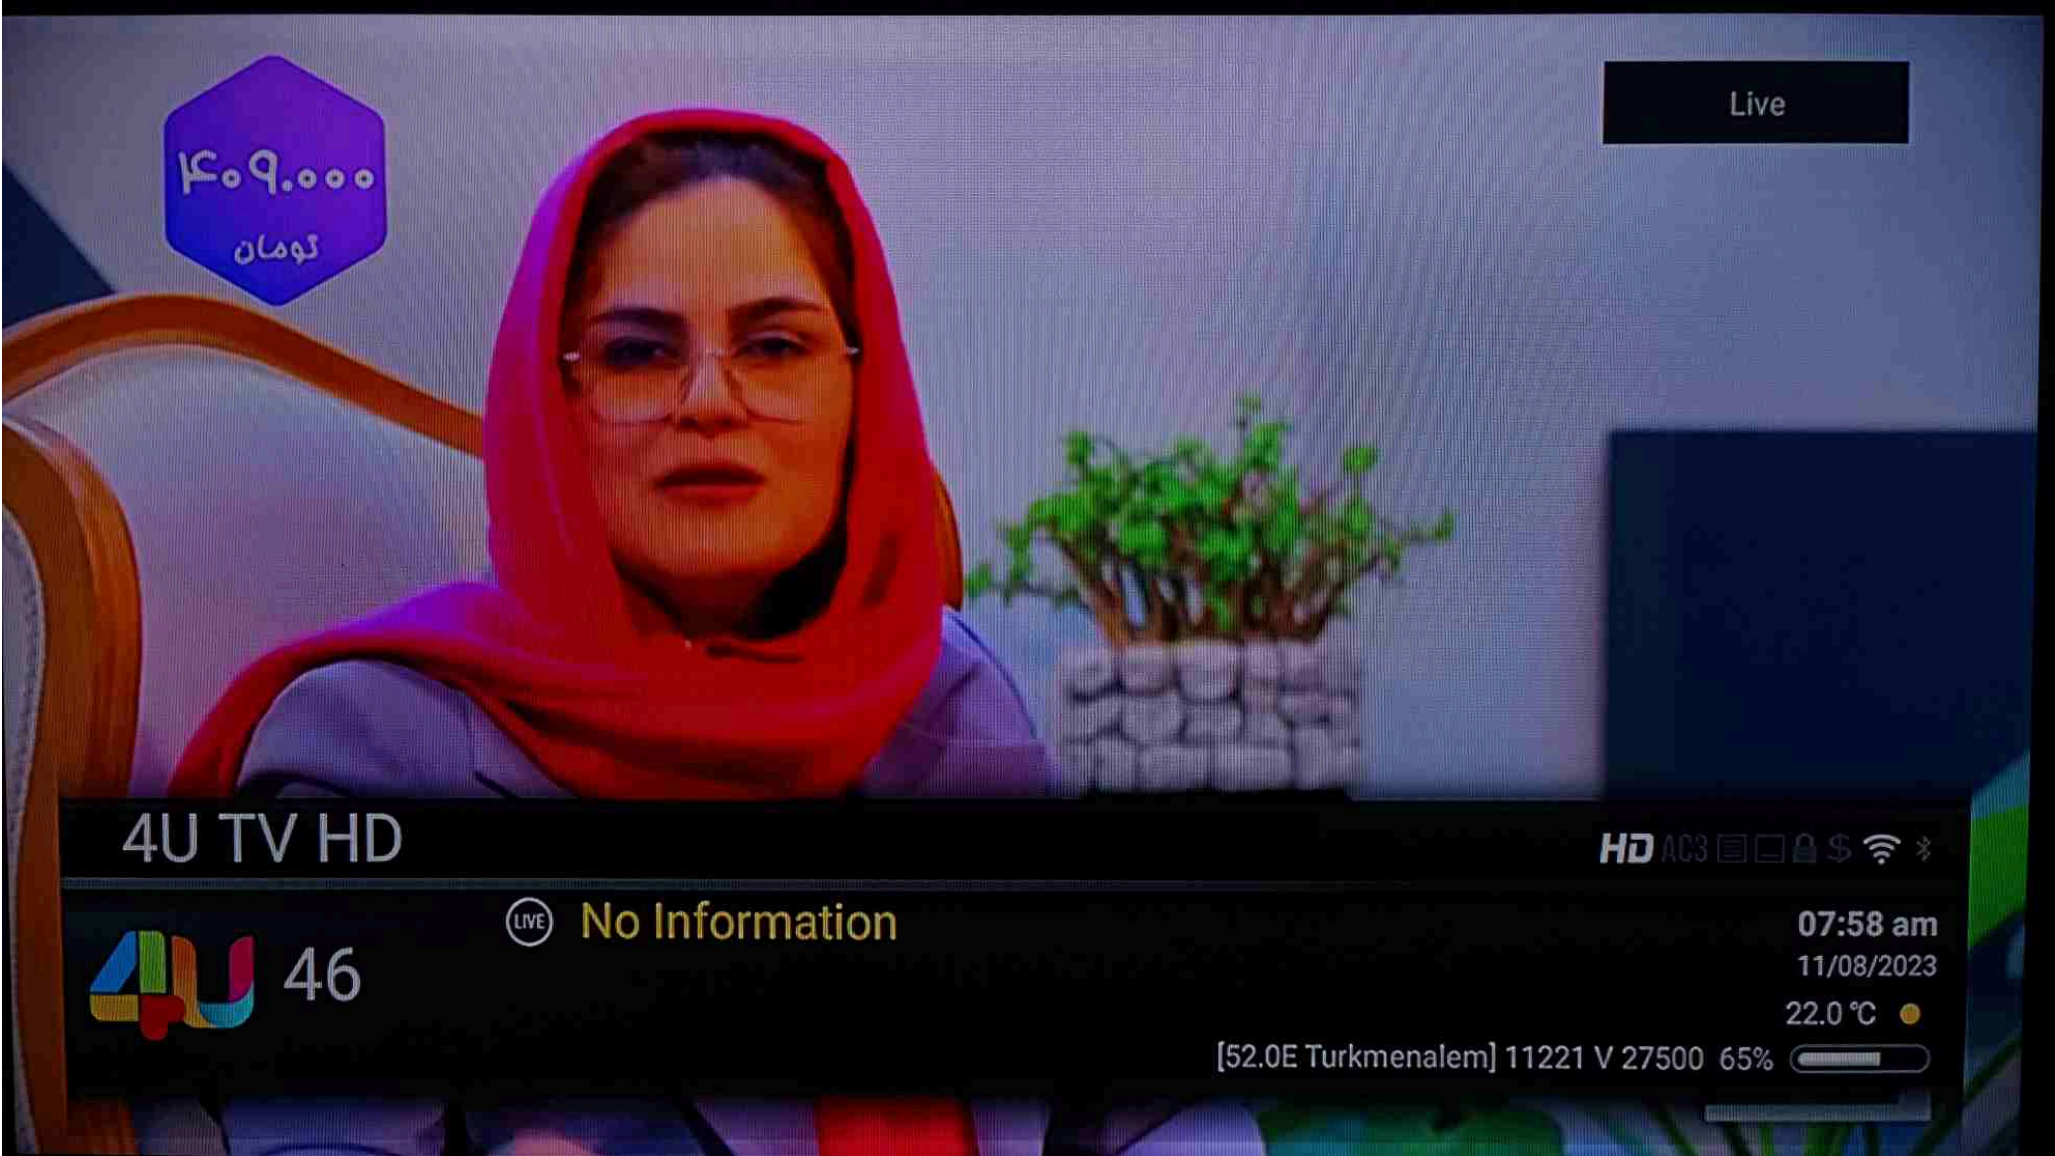 ۴۰۹.۰۰۰
تومان
Live
4U TV HD
HD AC3 $
4U
46
LIVE No Information
07:58 am
11/08/2023
22.0 °C
[52.0E Turkmenalem] 11221 V 27500 65%